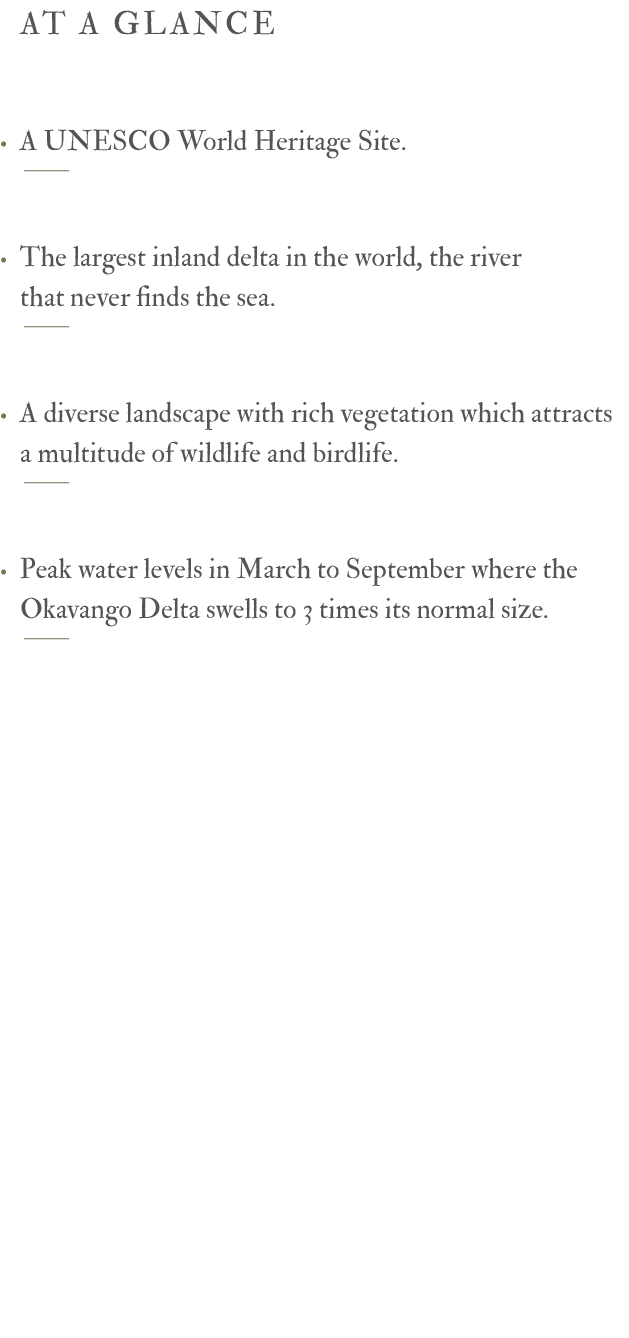 AT A GLANCE
• A UNESCO World Heritage Site.
• The largest inland delta in the world, the river
that never finds the sea.
• A diverse landscape with rich vegetation which attracts
a multitude of wildlife and birdlife.
• Peak water levels in March to September where the
Okavango Delta swells to 3 times its normal size.